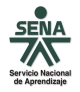 SENA
Servicio Nacional
de Aprendizaje